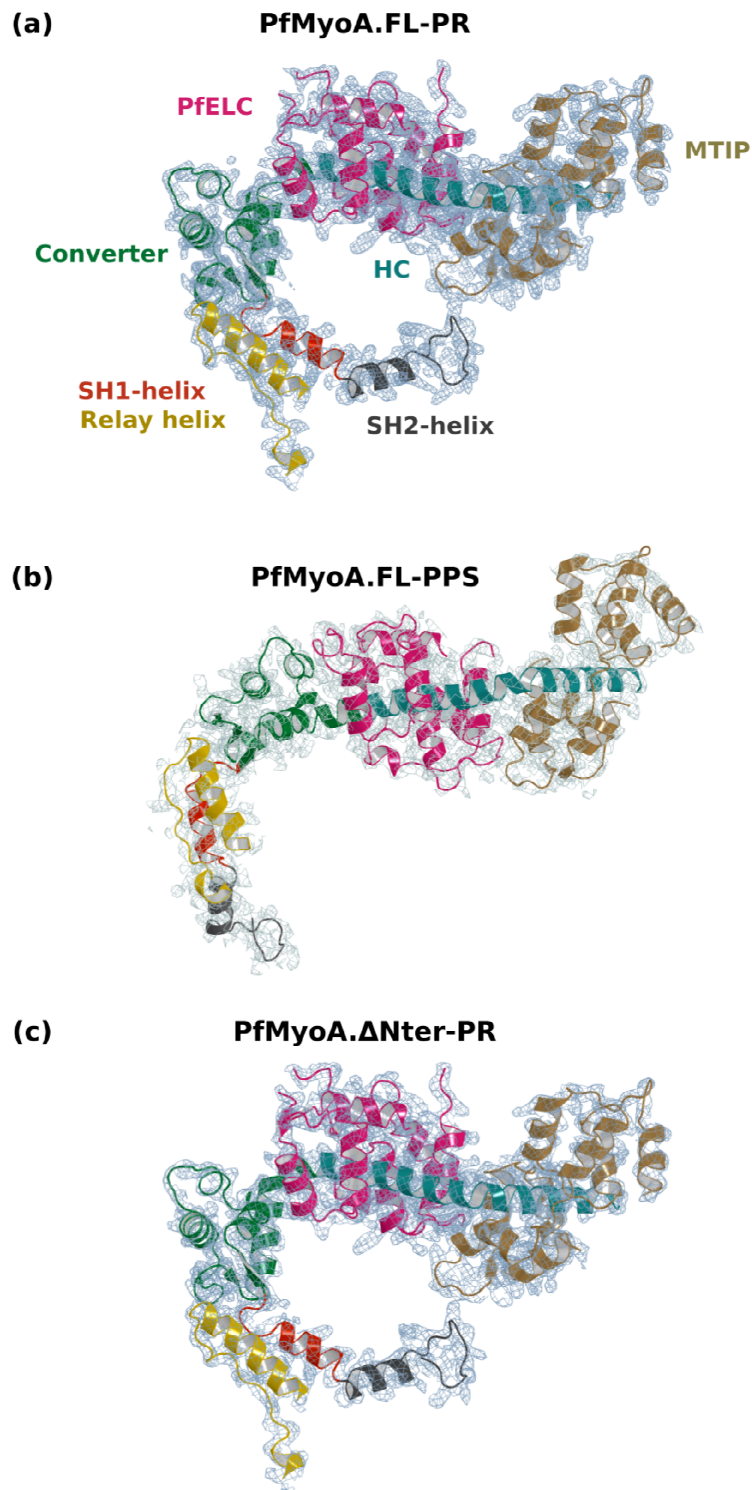 (a) PfMyoA.FL-PR
PfELC
MTIP
Converter
HC
SH1-helix
Relay helix
SH2-helix
(b) PfMyoA.FL-PPS
(c) PfMyoA.ΔNter-PR